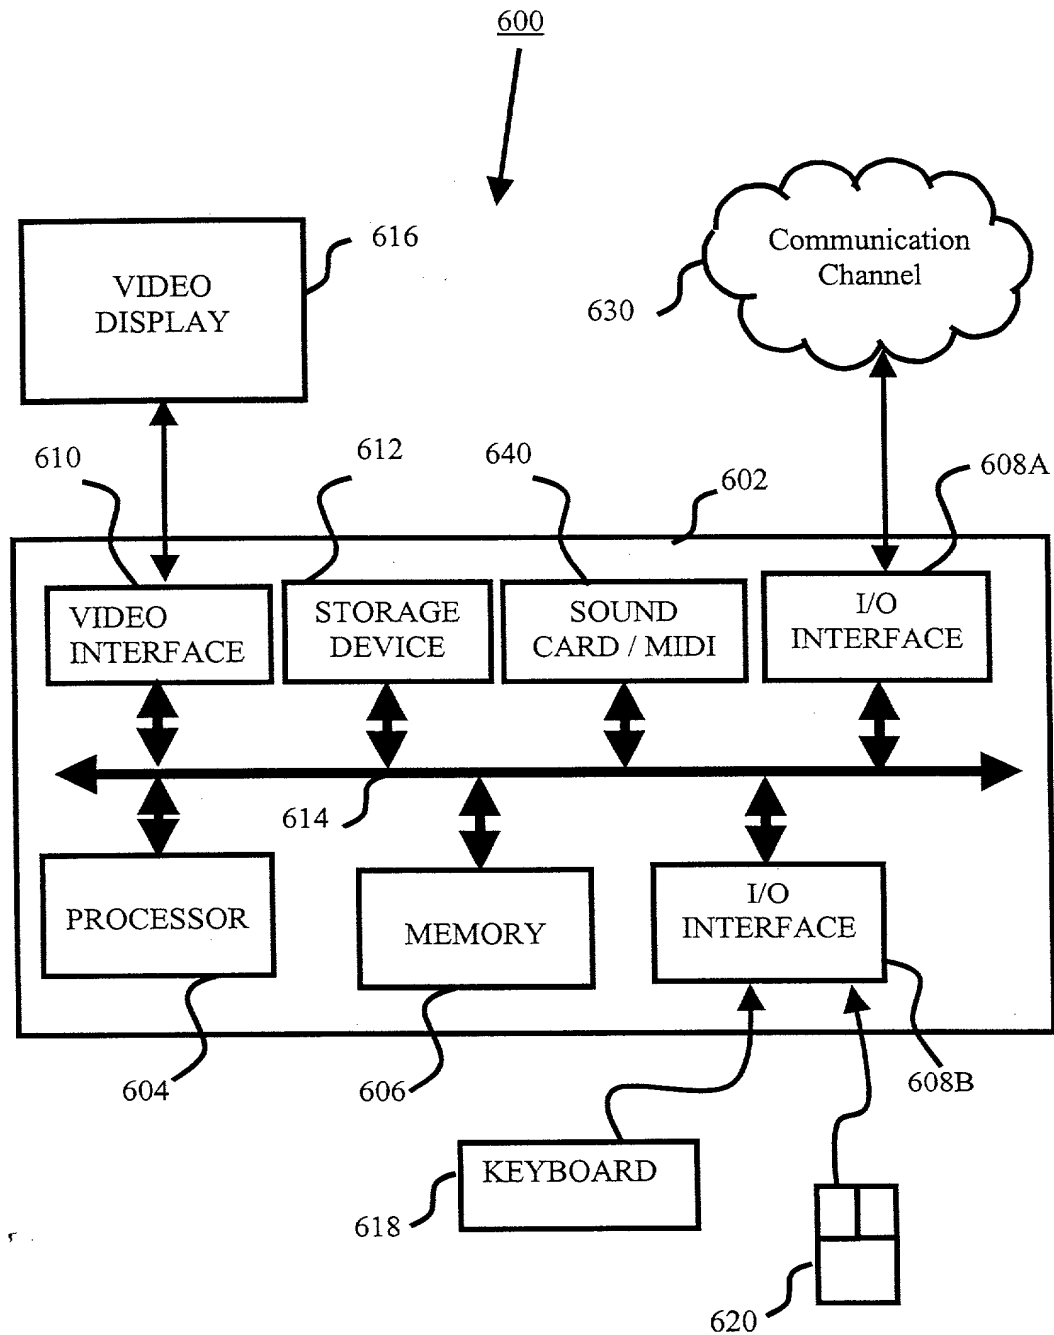 600
616
VIDEO
DISPLAY
Communication
Channel
630
610
612
640
602
608A
VIDEO
INTERFACE
STORAGE
DEVICE
SOUND
CARD / MIDI
I/O
INTERFACE
614
PROCESSOR
MEMORY
I/O
INTERFACE
604
606
608B
KEYBOARD
618
620